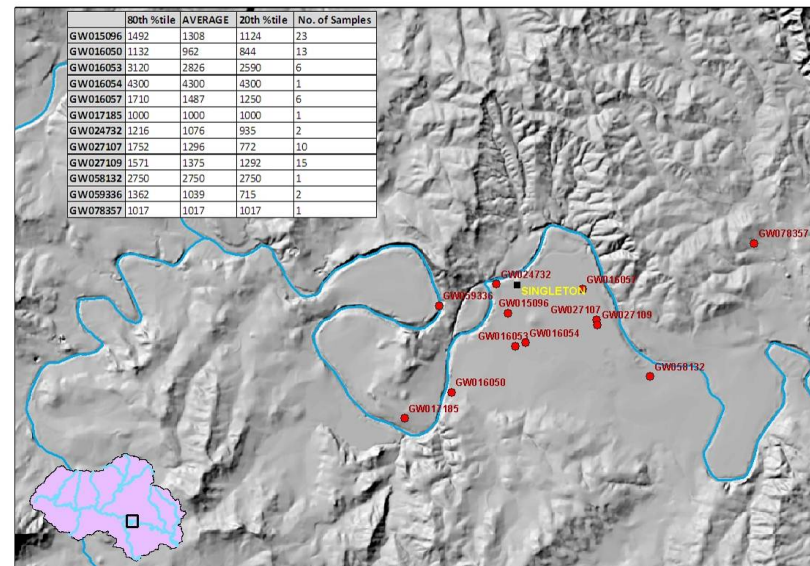 80th %tile AVERAGE 20th %tile No. of Samples
GW015096 1492 1308 1124 23
GW016050 1132 962 844 13
GW016053 3120 2826 2590 6
GW016054 4300 4300 4300 1
GW016057 1710 1487 1250 6
GW017185 1000 1000 1000 1
GW024732 1216 1076 935 2
GW027107 1752 1296 772 10
GW027109 1571 1375 1292 15
GW058132 2750 2750 2750 1
GW059336 1362 1039 715 2
GW078357 1017 1017 1017 1
GW078357
GW024732
GW016057
SINGLETON
GW059336
GW015096
GW027107
GW027109
GW016053
GW016054
GW058132
GW016050
GW017185